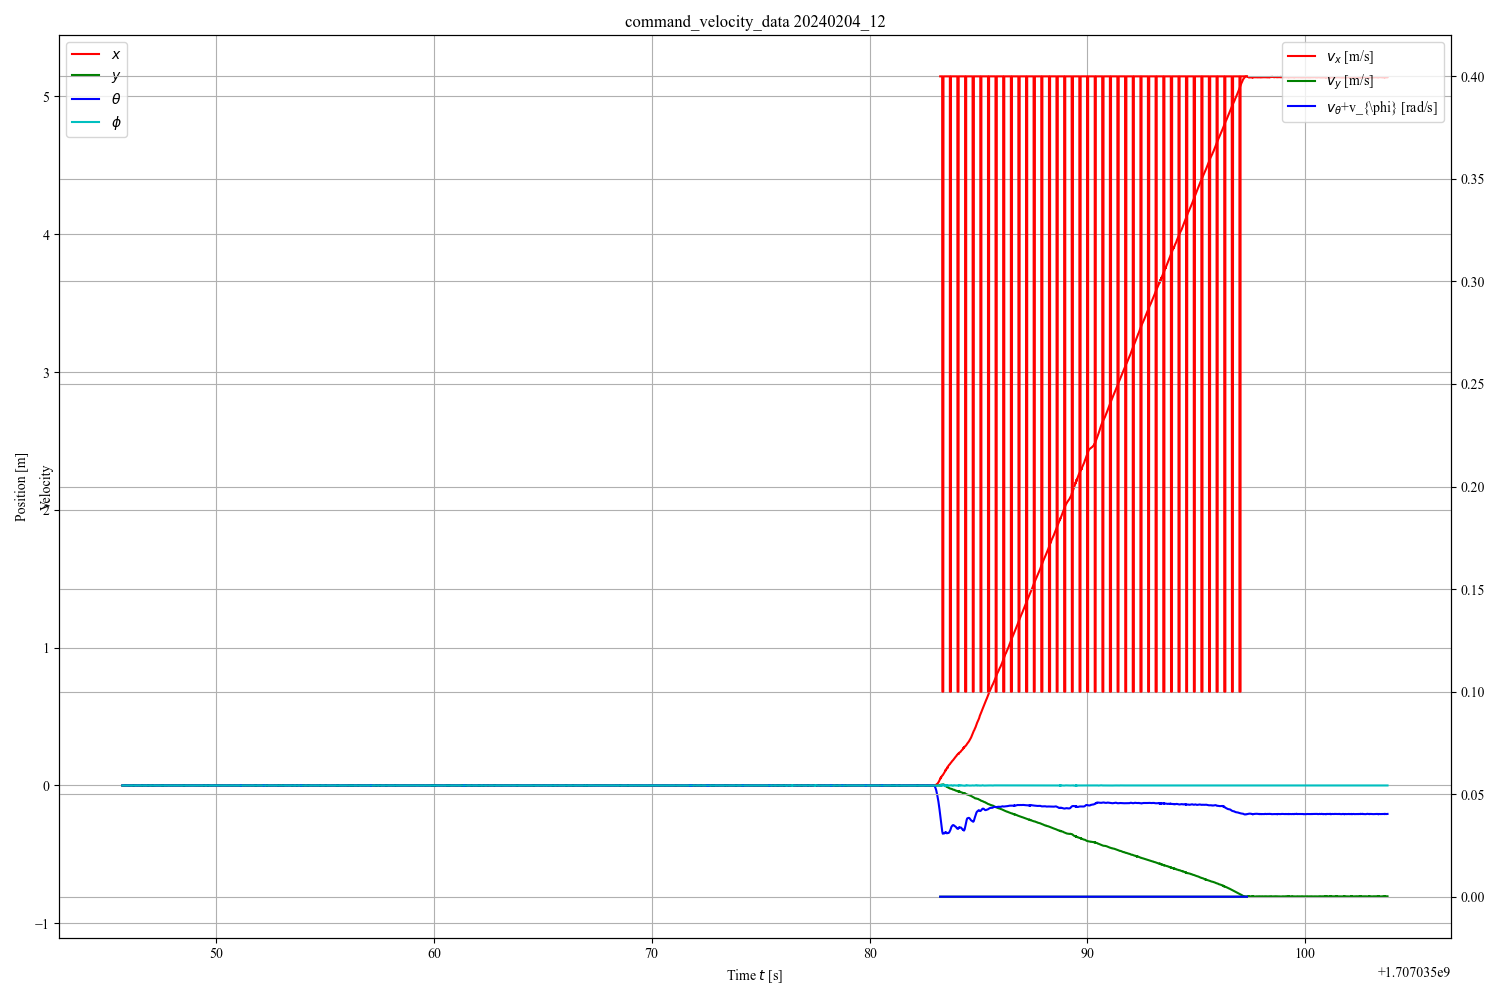 command_velocity_data 20240204_12
x
y
θ
ϕ
v_x [m/s]
v_y [m/s]
v_θ+v_{\phi} [rad/s]
Position [m]
Velocity
5
4
3
2
1
0
−1
0.40
0.35
0.30
0.25
0.20
0.15
0.10
0.05
0.00
50
60
70
80
90
100
Time t [s]
+1.707035e9